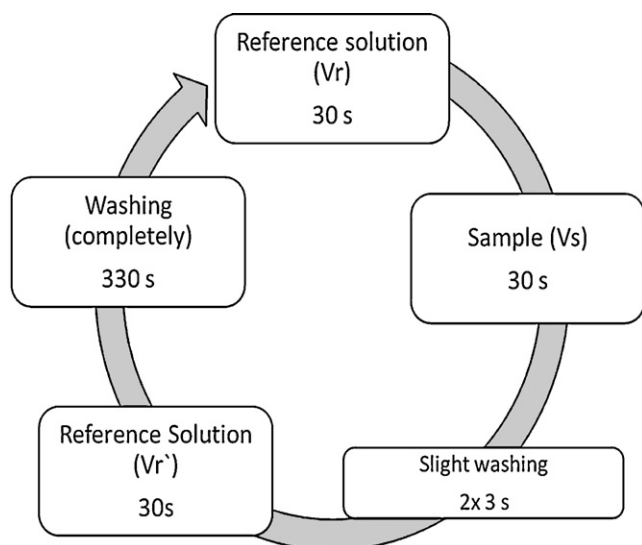 Reference solution
(Vr)
30 s
Sample (Vs)
30 s
Slight washing
2x 3 s
Reference Solution
(Vr`)
30s
Washing
(completely)
330 s